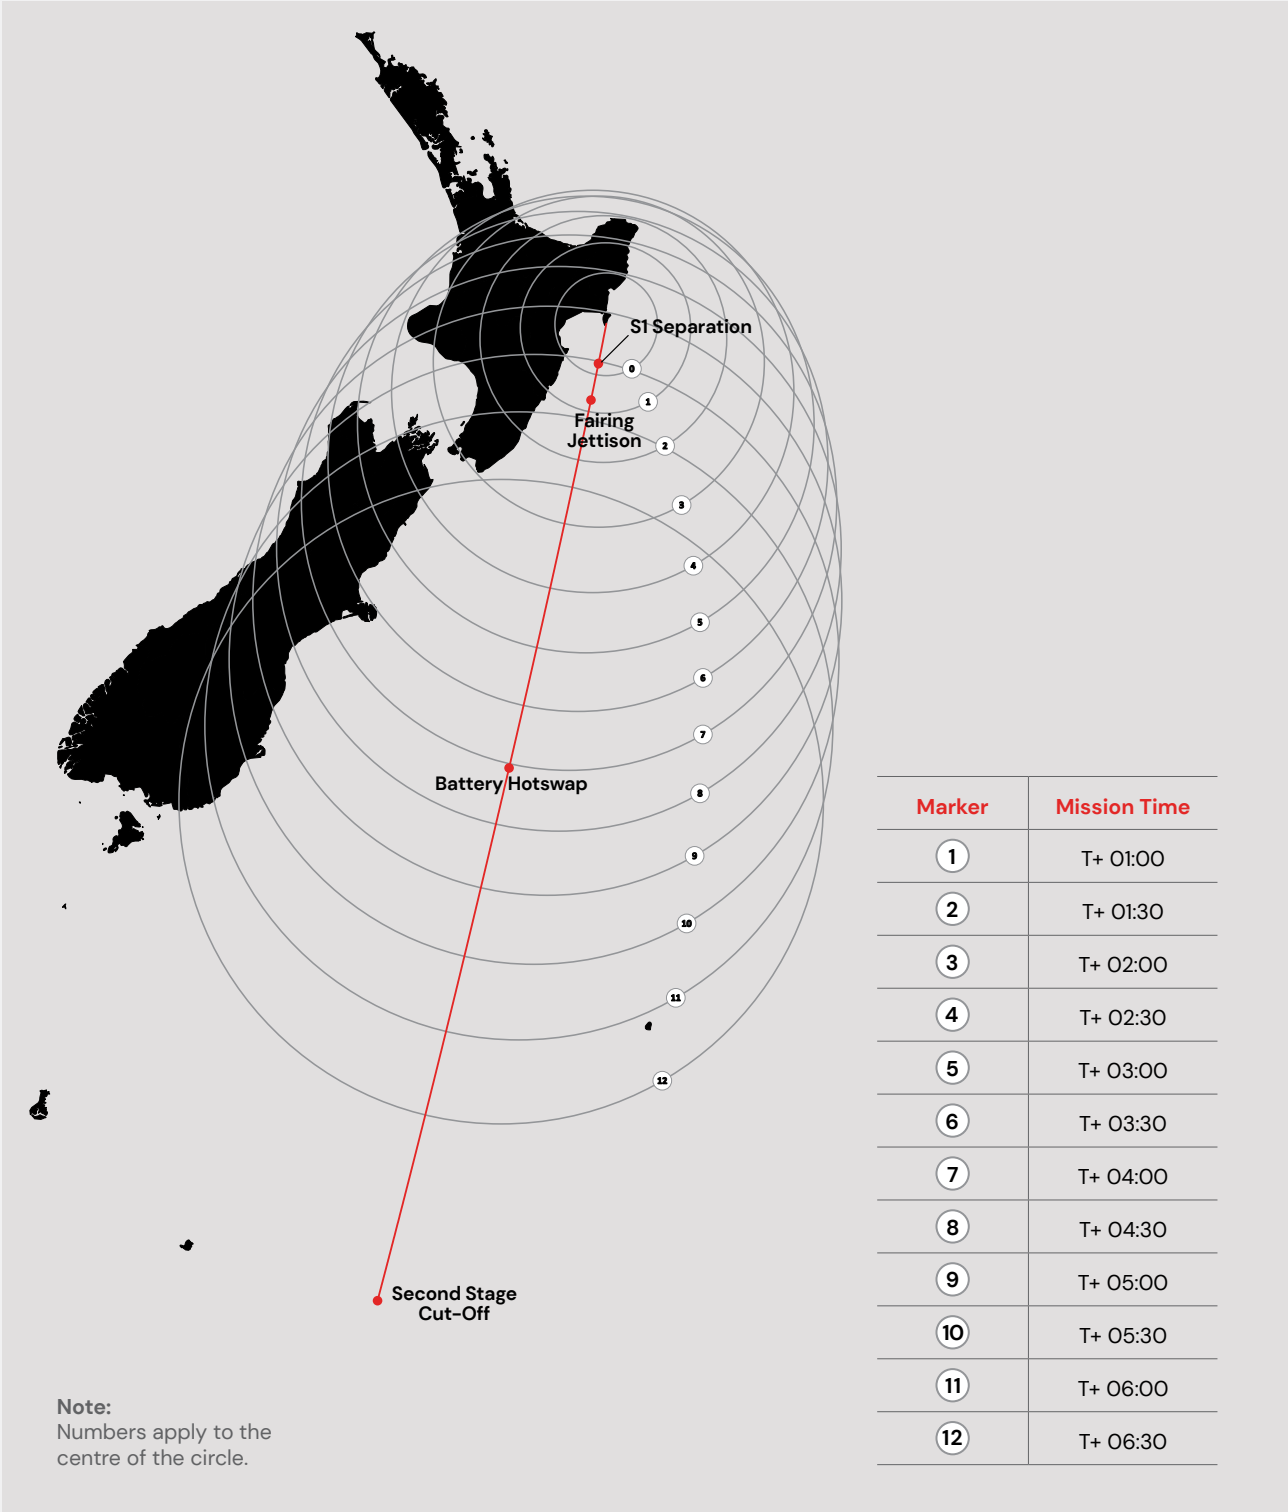 S1 Separation
0
1
Fairing
Jettison
2
3
4
5
6
7
Battery Hotswap
8
9
10
11
12
Second Stage
Cut-Off
Marker Mission Time
1 T+ 01:00
2 T+ 01:30
3 T+ 02:00
4 T+ 02:30
5 T+ 03:00
6 T+ 03:30
7 T+ 04:00
8 T+ 04:30
9 T+ 05:00
10 T+ 05:30
11 T+ 06:00
12 T+ 06:30
Note:
Numbers apply to the
centre of the circle.